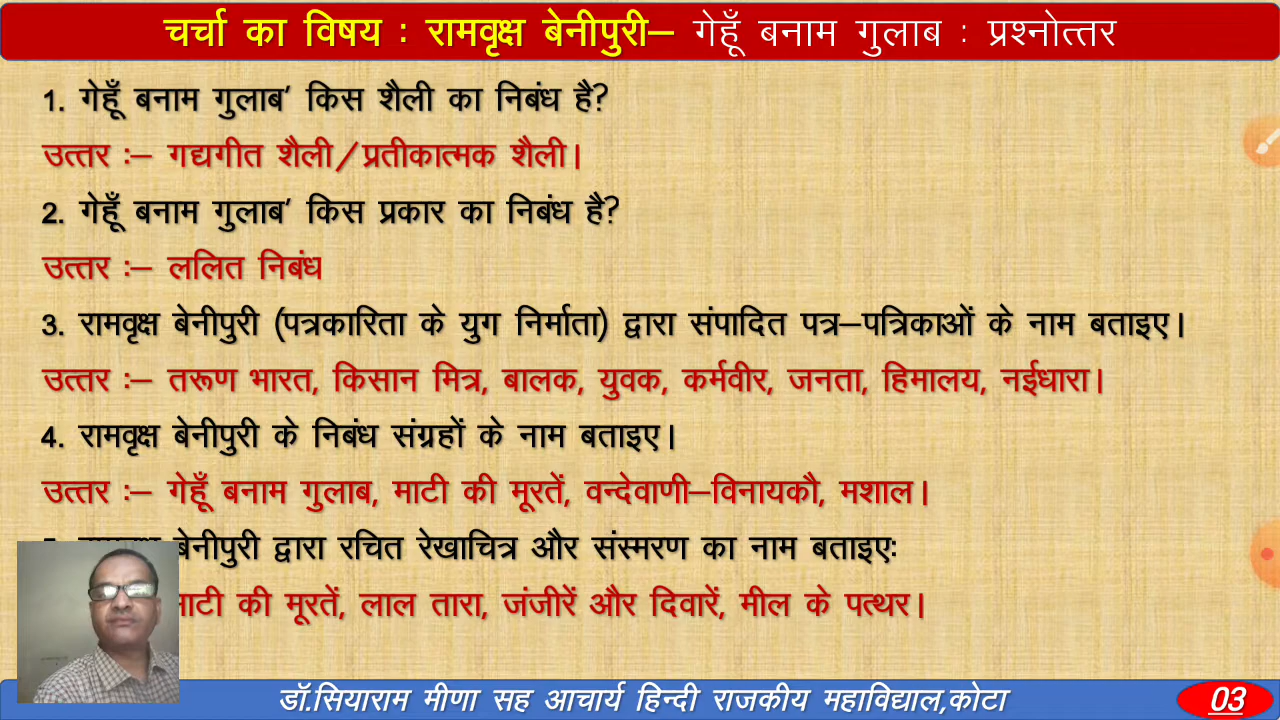 चर्चा का विषय : रामवृक्ष बेनीपुरी– गेहूँ बनाम गुलाब : प्रश्नोत्तर
1. गेहूँ बनाम गुलाब’ किस शैली का निबंध है?
उत्तर :– गद्यगीत शैली/प्रतीकात्मक शैली।
2. गेहूँ बनाम गुलाब’ किस प्रकार का निबंध है?
उत्तर :– ललित निबंध
3. रामवृक्ष बेनीपुरी (पत्रकारिता के युग निर्माता) द्वारा संपादित पत्र–पत्रिकाओं के नाम बताइए।
उत्तर :– तरूण भारत, किसान मित्र, बालक, युवक, कर्मवीर, जनता, हिमालय, नईधारा।
4. रामवृक्ष बेनीपुरी के निबंध संग्रहों के नाम बताइए।
उत्तर :– गेहूँ बनाम गुलाब, माटी की मूरतें, वन्देवाणी–विनायकौ, मशाल।
बेनीपुरी द्वारा रचित रेखाचित्र और संस्मरण का नाम बताइएः
माटी की मूरतें, लाल तारा, जंजीरें और दिवारें, मील के पत्थर।
डॉ.सियाराम मीणा सह आचार्य हिन्दी राजकीय महाविद्याल,कोटा
03